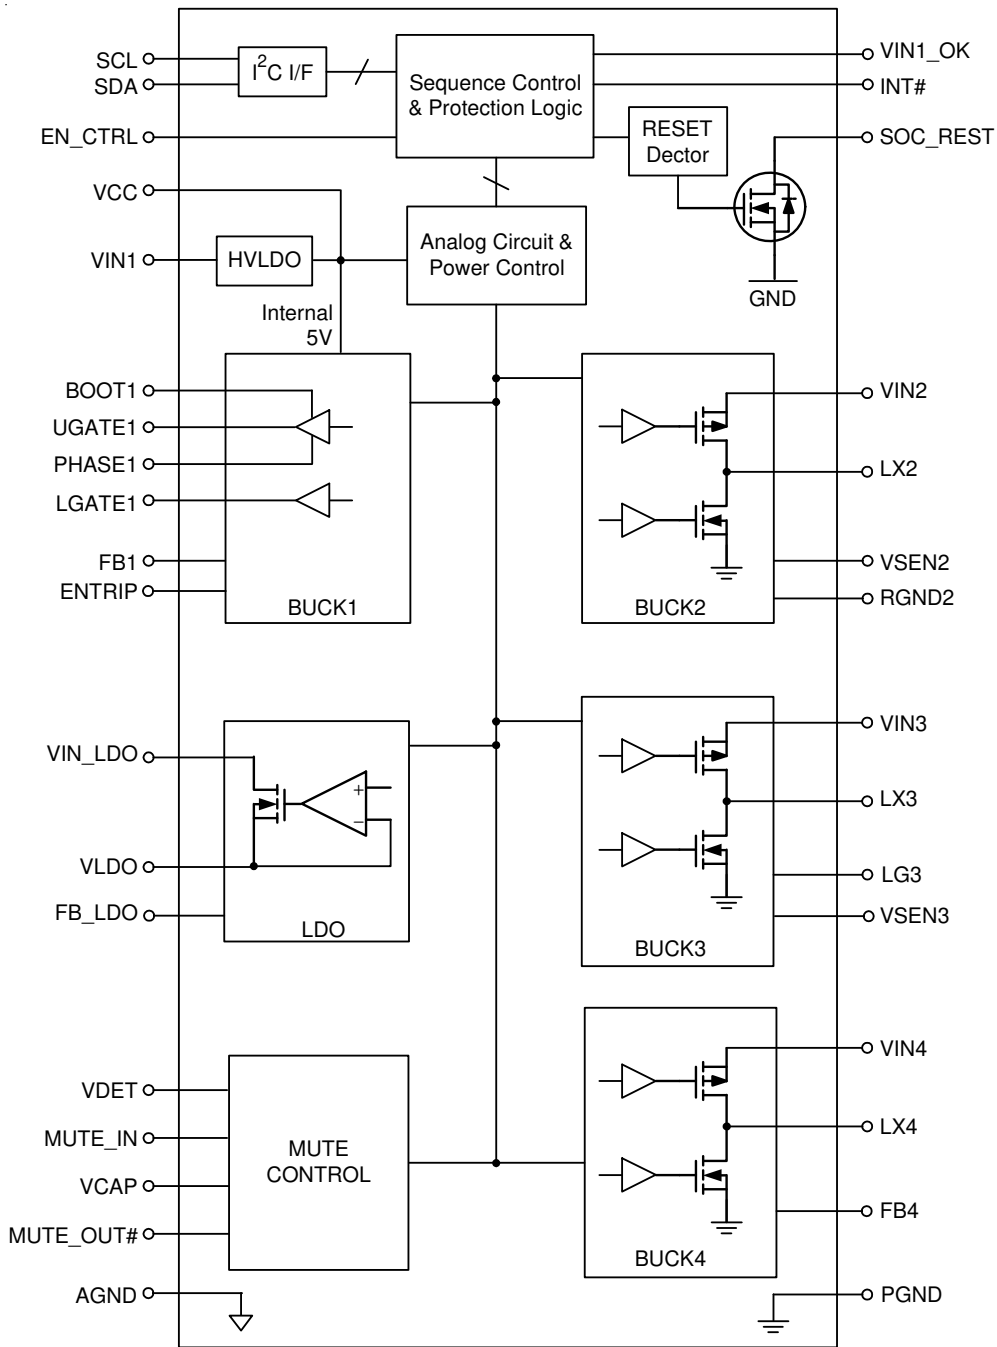 SCL
SDA
I²C I/F
EN_CTRL
VCC
VIN1
HVLDO
Internal
5V
Sequence Control
& Protection Logic
Analog Circuit &
Power Control
RESET
Dector
VIN1_OK
INT#
SOC_REST
GND
BOOT1
UGATE1
PHASE1
LGATE1
FB1
ENTRIP
BUCK1
VIN2
LX2
VSEN2
RGND2
BUCK2
VIN_LDO
VLDO
FB_LDO
+
−
LDO
VIN3
LX3
LG3
VSEN3
BUCK3
VDET
MUTE_IN
VCAP
MUTE_OUT#
MUTE
CONTROL
VIN4
LX4
FB4
BUCK4
AGND
PGND